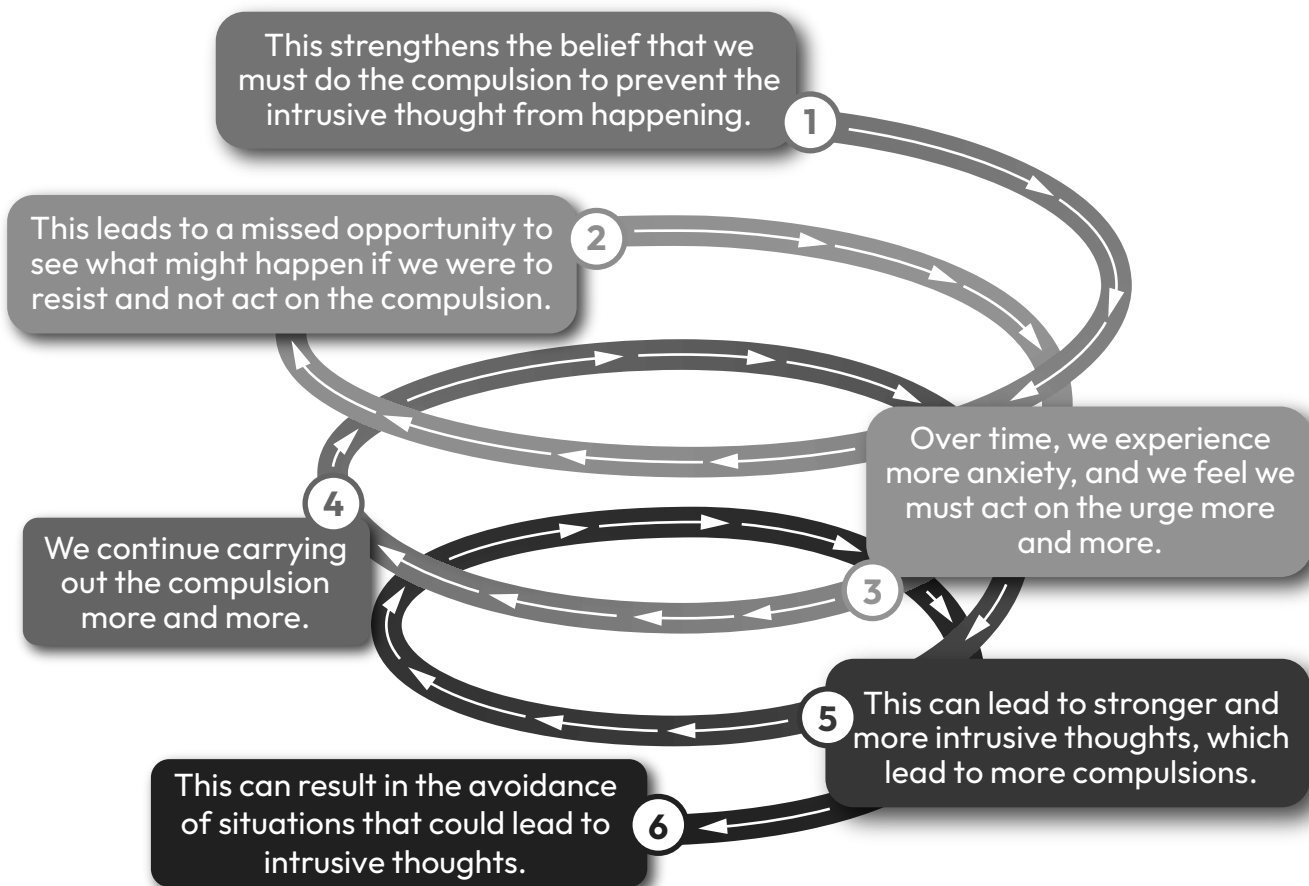 This strengthens the belief that we
must do the compulsion to prevent the
intrusive thought from happening.
1
This leads to a missed opportunity to
see what might happen if we were to
resist and not act on the compulsion.
2
Over time, we experience
more anxiety, and we feel we
must act on the urge more
and more.
3
4
We continue carrying
out the compulsion
more and more.
5
This can lead to stronger and
more intrusive thoughts, which
lead to more compulsions.
This can result in the avoidance
of situations that could lead to
intrusive thoughts.
6